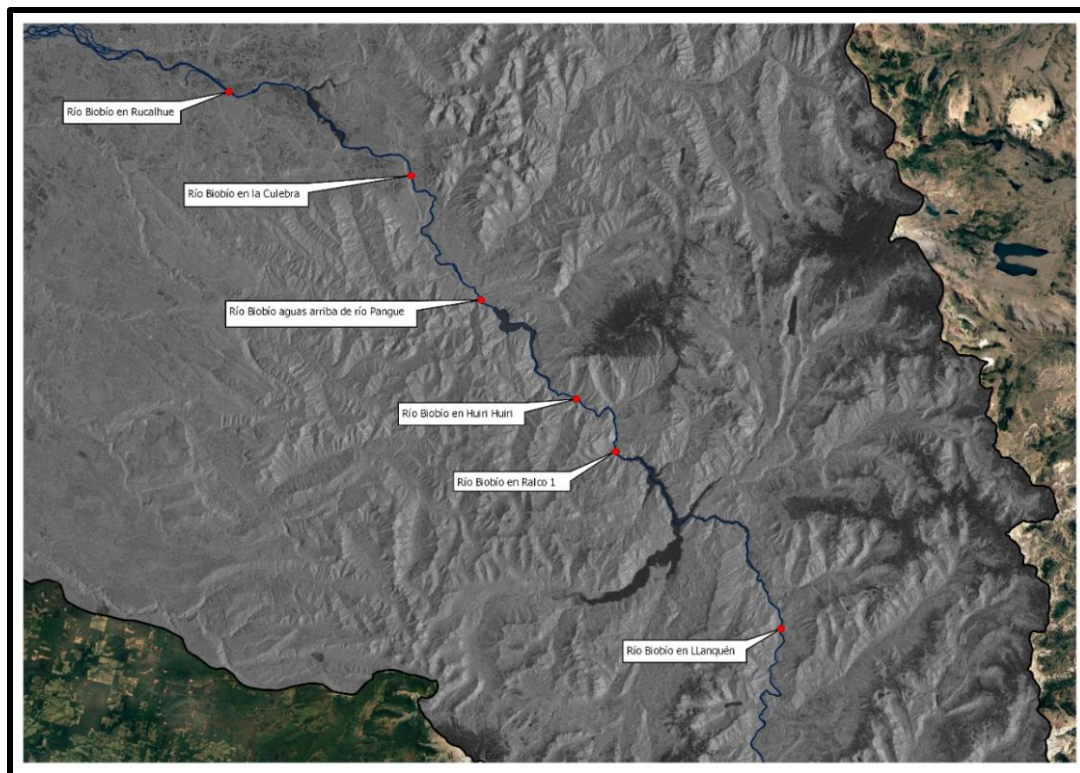 Río Biobío en Rucalhue
Río Biobío en la Culebra
Río Biobío aguas arriba de río Pangue
Río Biobío en Huiri Huiri
Río Biobío en Ralco 1
Río Biobío en LLanquén